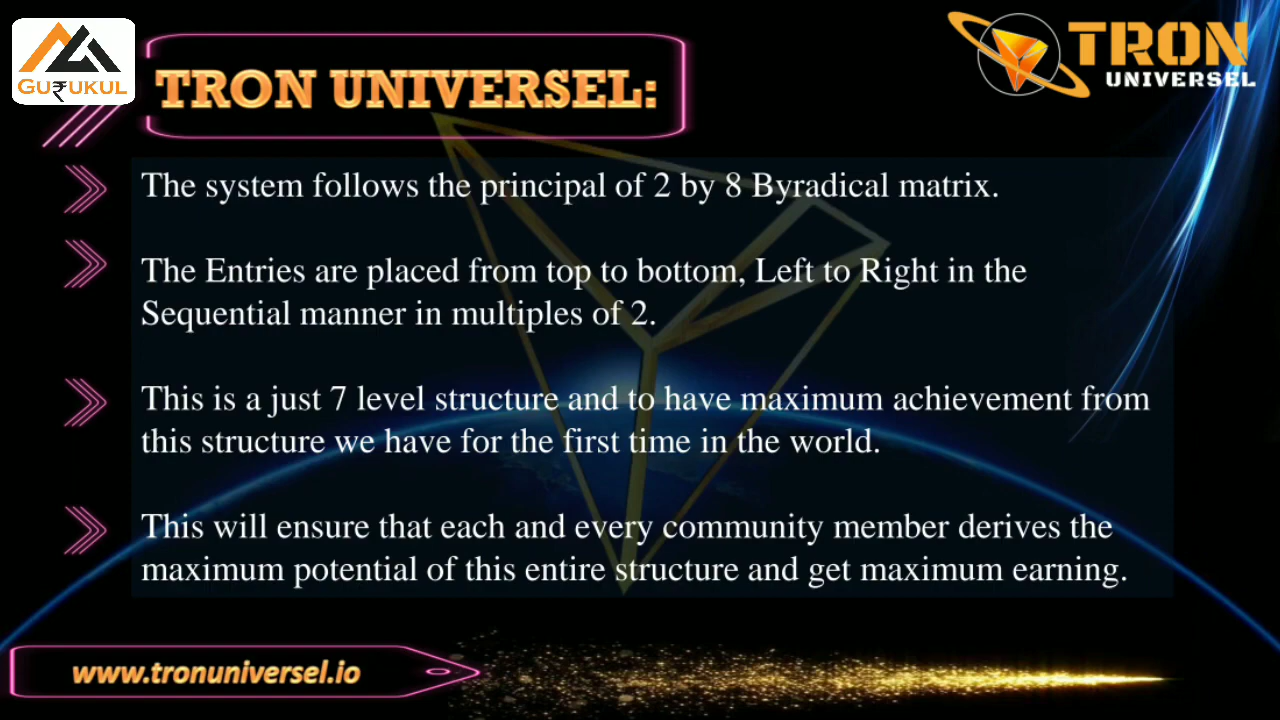 GU₹UKUL
TRON UNIVERSEL:
TRON
UNIVERSEL
The system follows the principal of 2 by 8 Byradical matrix.
The Entries are placed from top to bottom, Left to Right in the
Sequential manner in multiples of 2.
This is a just 7 level structure and to have maximum achievement from
this structure we have for the first time in the world.
This will ensure that each and every community member derives the
maximum potential of this entire structure and get maximum earning.
www.tronuniversel.io